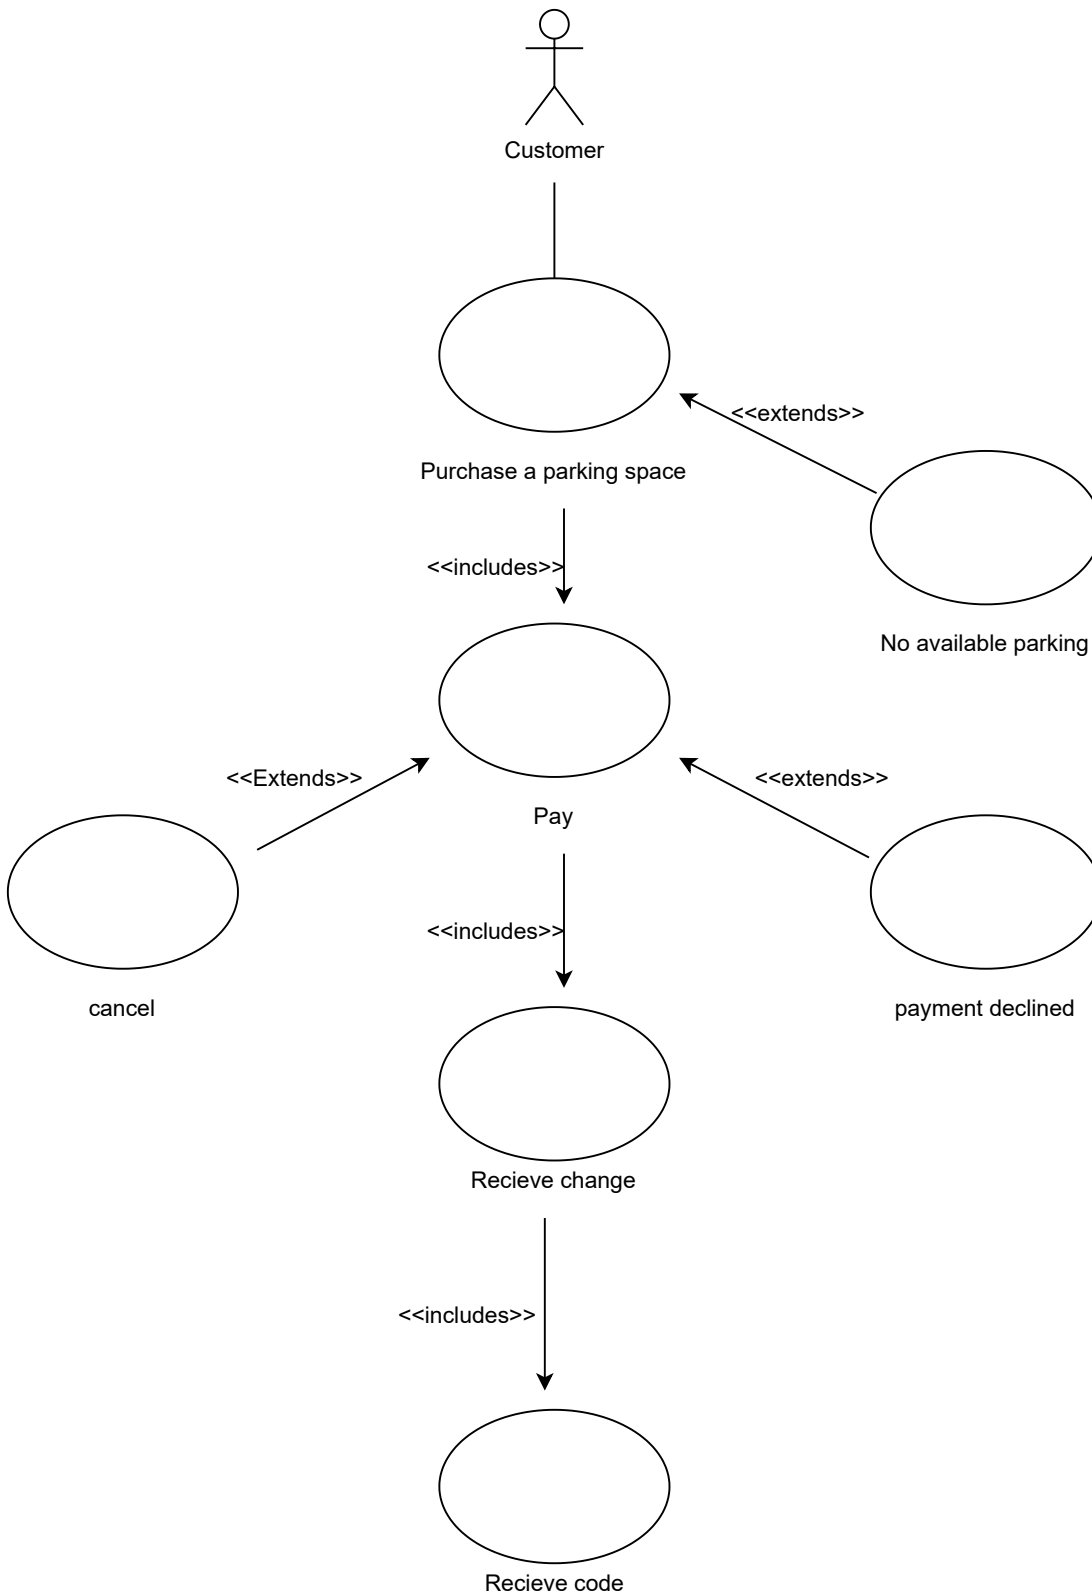 Customer
<<extends>>
Purchase a parking space
<<includes>>
No available parking
<<Extends>>
<<extends>>
Pay
<<includes>>
cancel
payment declined
Recieve change
<<includes>>
Recieve code